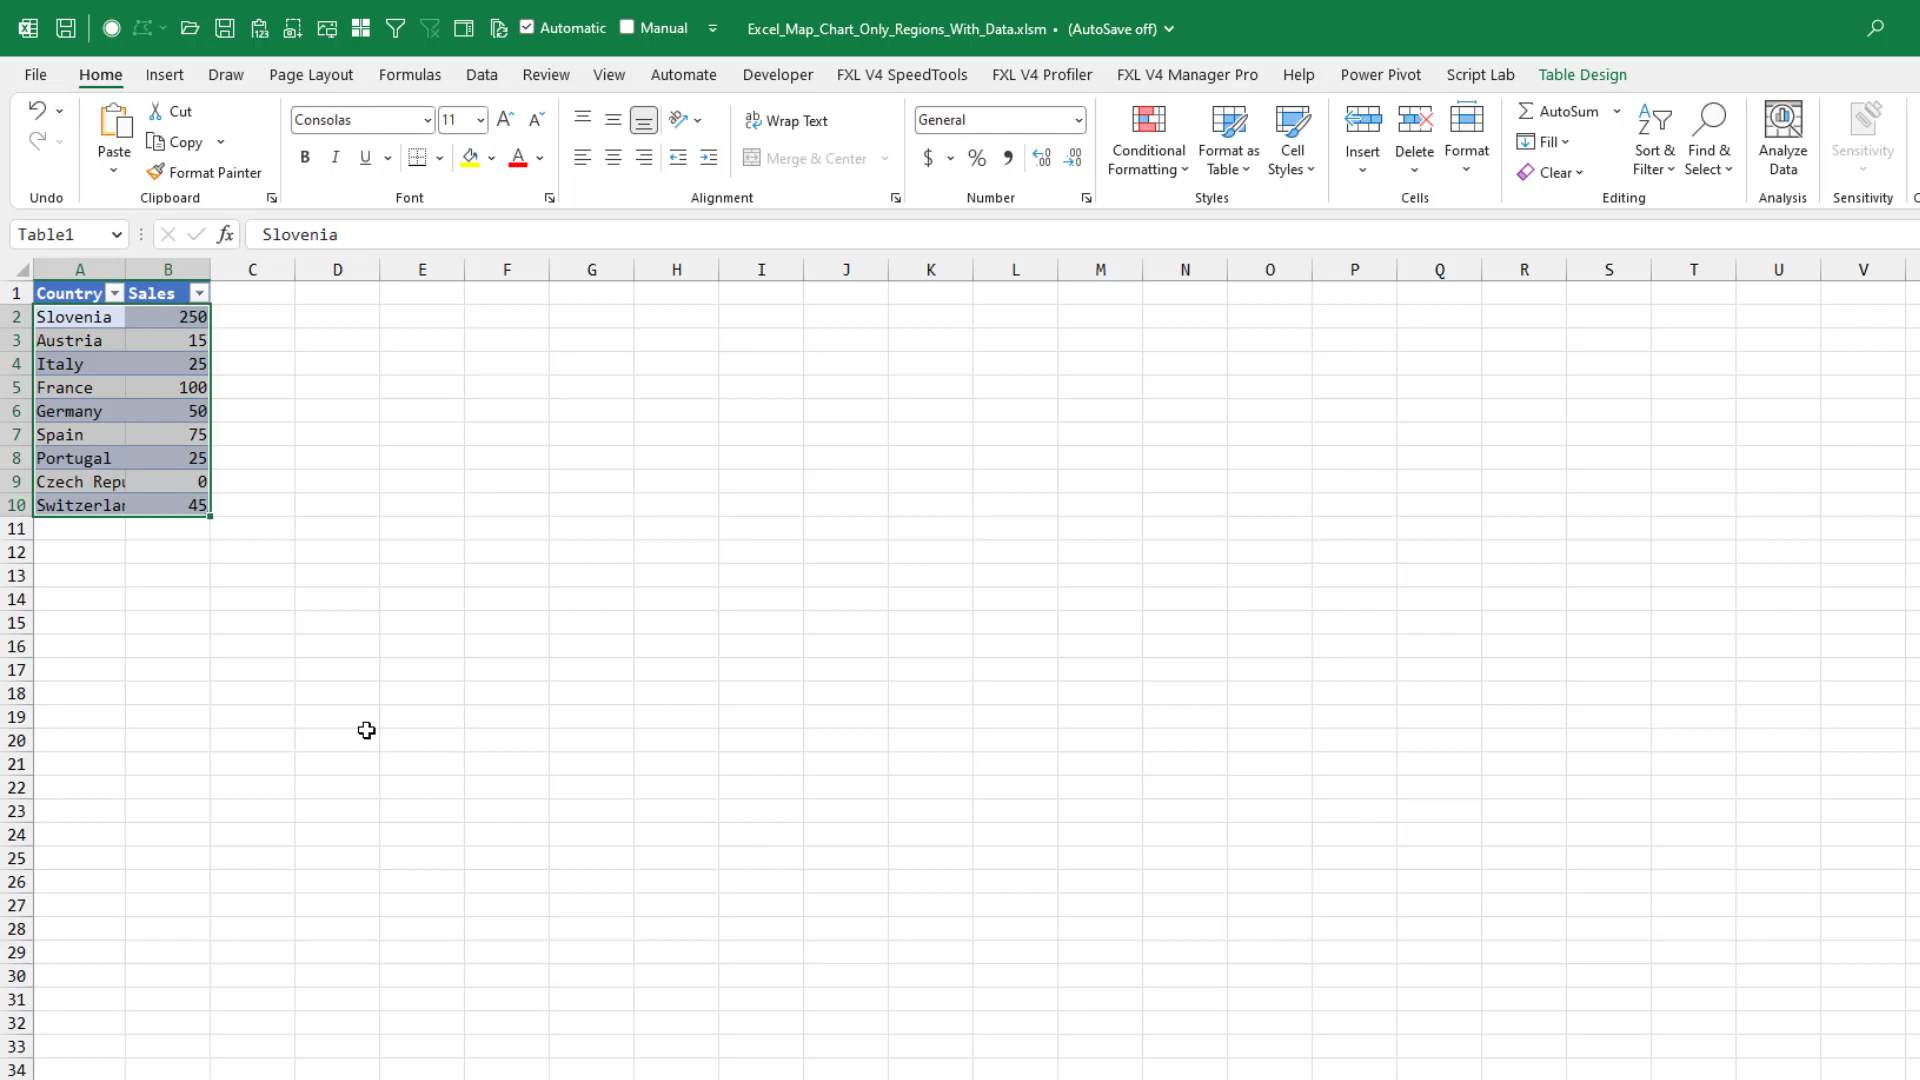 Automatic Manual Excel_Map_Chart_Only_Regions_With_Data.xlsm • (AutoSave off)
File Home Insert Draw Page Layout Formulas Data Review View Automate Developer FXL V4 SpeedTools FXL V4 Profiler FXL V4 Manager Pro Help Power Pivot Script Lab Table Design
Undo
Paste
Cut
Copy
Format Painter
Clipboard
Consolas 11
B I U
Font
Wrap Text
Merge & Center
Alignment
General
$ % 9
Number
Conditional Formatting
Format as Table
Cell Styles
Styles
Insert Delete Format
Cells
AutoSum
Fill
Clear
Sort & Filter
Find & Select
Editing
Analyze Data
Analysis
Sensitivity
Sensitivity
Table1 fx Slovenia
A B C D E F G H I J K L M N O P Q R S T U V
1 Country Sales
2 Slovenia 250
3 Austria 15
4 Italy 25
5 France 100
6 Germany 50
7 Spain 75
8 Portugal 25
9 Czech Repu 0
10 Switzerlan 45
11
12
13
14
15
16
17
18
19
20
21
22
23
24
25
26
27
28
29
30
31
32
33
34